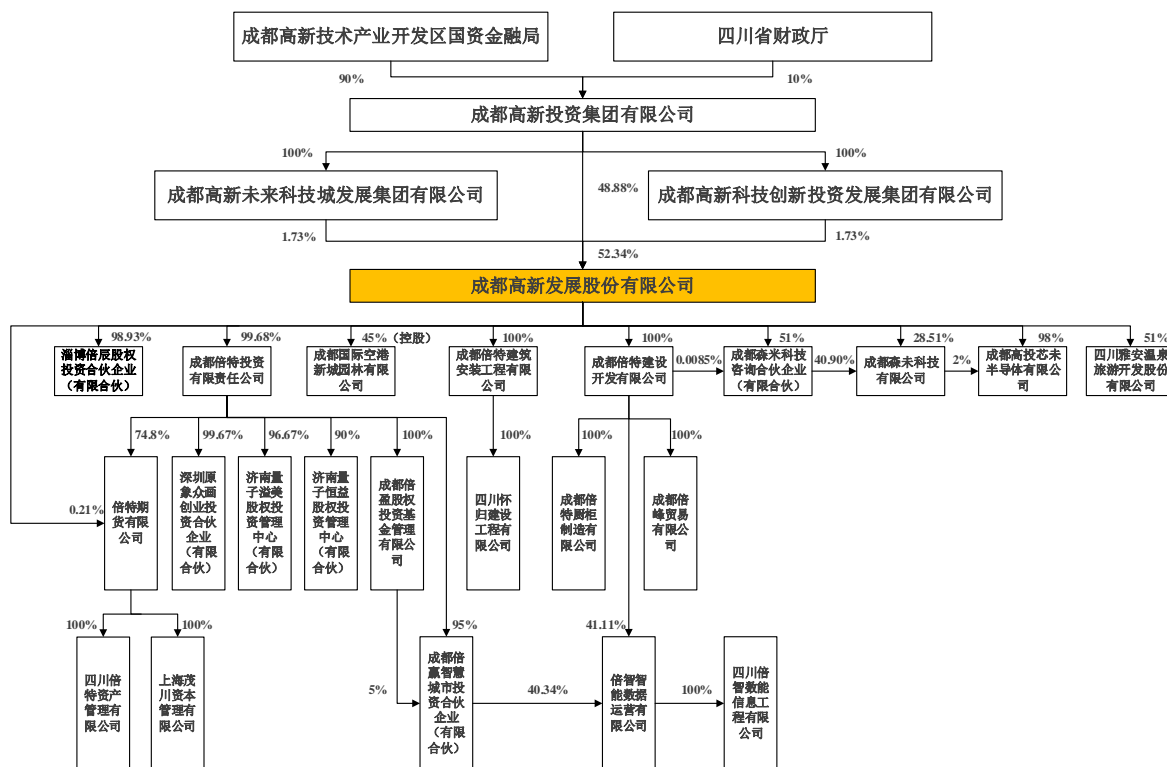 成都高新技术产业开发区国资金融局
四川省财政厅
90%
10%
成都高新投资集团有限公司
100%
100%
成都高新未来科技城发展集团有限公司
48.88%
成都高新科技创新投资发展集团有限公司
1.73%
1.73%
52.34%
成都高新发展股份有限公司
98.93%
99.68%
45%（控股）
100%
100%
51%
28.51%
98%
51%
淄博倍辰股权
投资合伙企业
（有限合伙）
成都倍特投资
有限责任公司
成都国际空港
新城园林有限
公司
成都倍特建筑
安装工程有限
公司
成都倍特建设
开发有限公司
0.0085%
成都森米科技
咨询合伙企业
（有限合伙）
40.90%
成都森未科技
有限公司
2%
成都高投芯未
半导体有限公
司
四川雅安温泉
旅游开发股份
有限公司
74.8%
99.67%
96.67%
90%
100%
100%
100%
100%
0.21%
倍特期
货有限
公司
深圳原
象众画
创业投
资合伙
企业
（有限
合伙）
济南量
子溢美
股权投
资管理
中心
（有限
合伙）
济南量
子恒益
股权投
资管理
中心
（有限
合伙）
成都倍
盈股权
投资基
金管理
有限公
司
四川怀
归建设
工程有
限公司
成都倍
特厨柜
制造有
限公司
成都倍
峰贸易
有限公
司
100%
100%
95%
41.11%
四川倍
特资产
管理有
限公司
上海茂
川资本
管理有
限公司
5%
成都倍
赢智慧
城市投
资合伙
企业
（有限
合伙）
40.34%
倍智智
能数据
运营有
限公司
100%
四川倍
智数能
信息工
程有限
公司